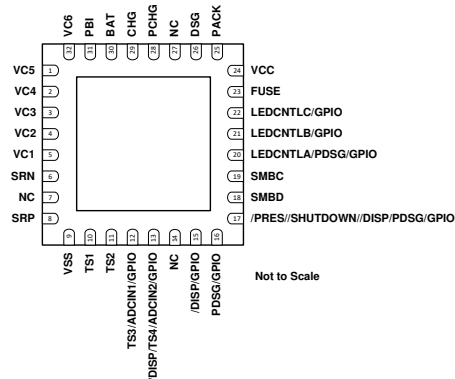 VC6
PBI
BAT
CHG
PCHG
NC
DSG
PACK
32
31
30
29
28
27
26
25
VC5 1
VC4 2
VC3 3
VC2 4
VC1 5
SRN 6
NC 7
SRP 8
24 VCC
23 FUSE
22 LEDCNTLC/GPIO
21 LEDCNTLB/GPIO
20 LEDCNTLA/PDSG/GPIO
19 SMBC
18 SMBD
17 /PRES//SHUTDOWN//DISP/PDSG/GPIO
9
10
11
12
13
14
15
16
VSS
TS1
TS2
TS3/ADCIN1/GPIO
/DISP/TS4/ADCIN2/GPIO
NC
/DISP/GPIO
PDSG/GPIO
Not to Scale